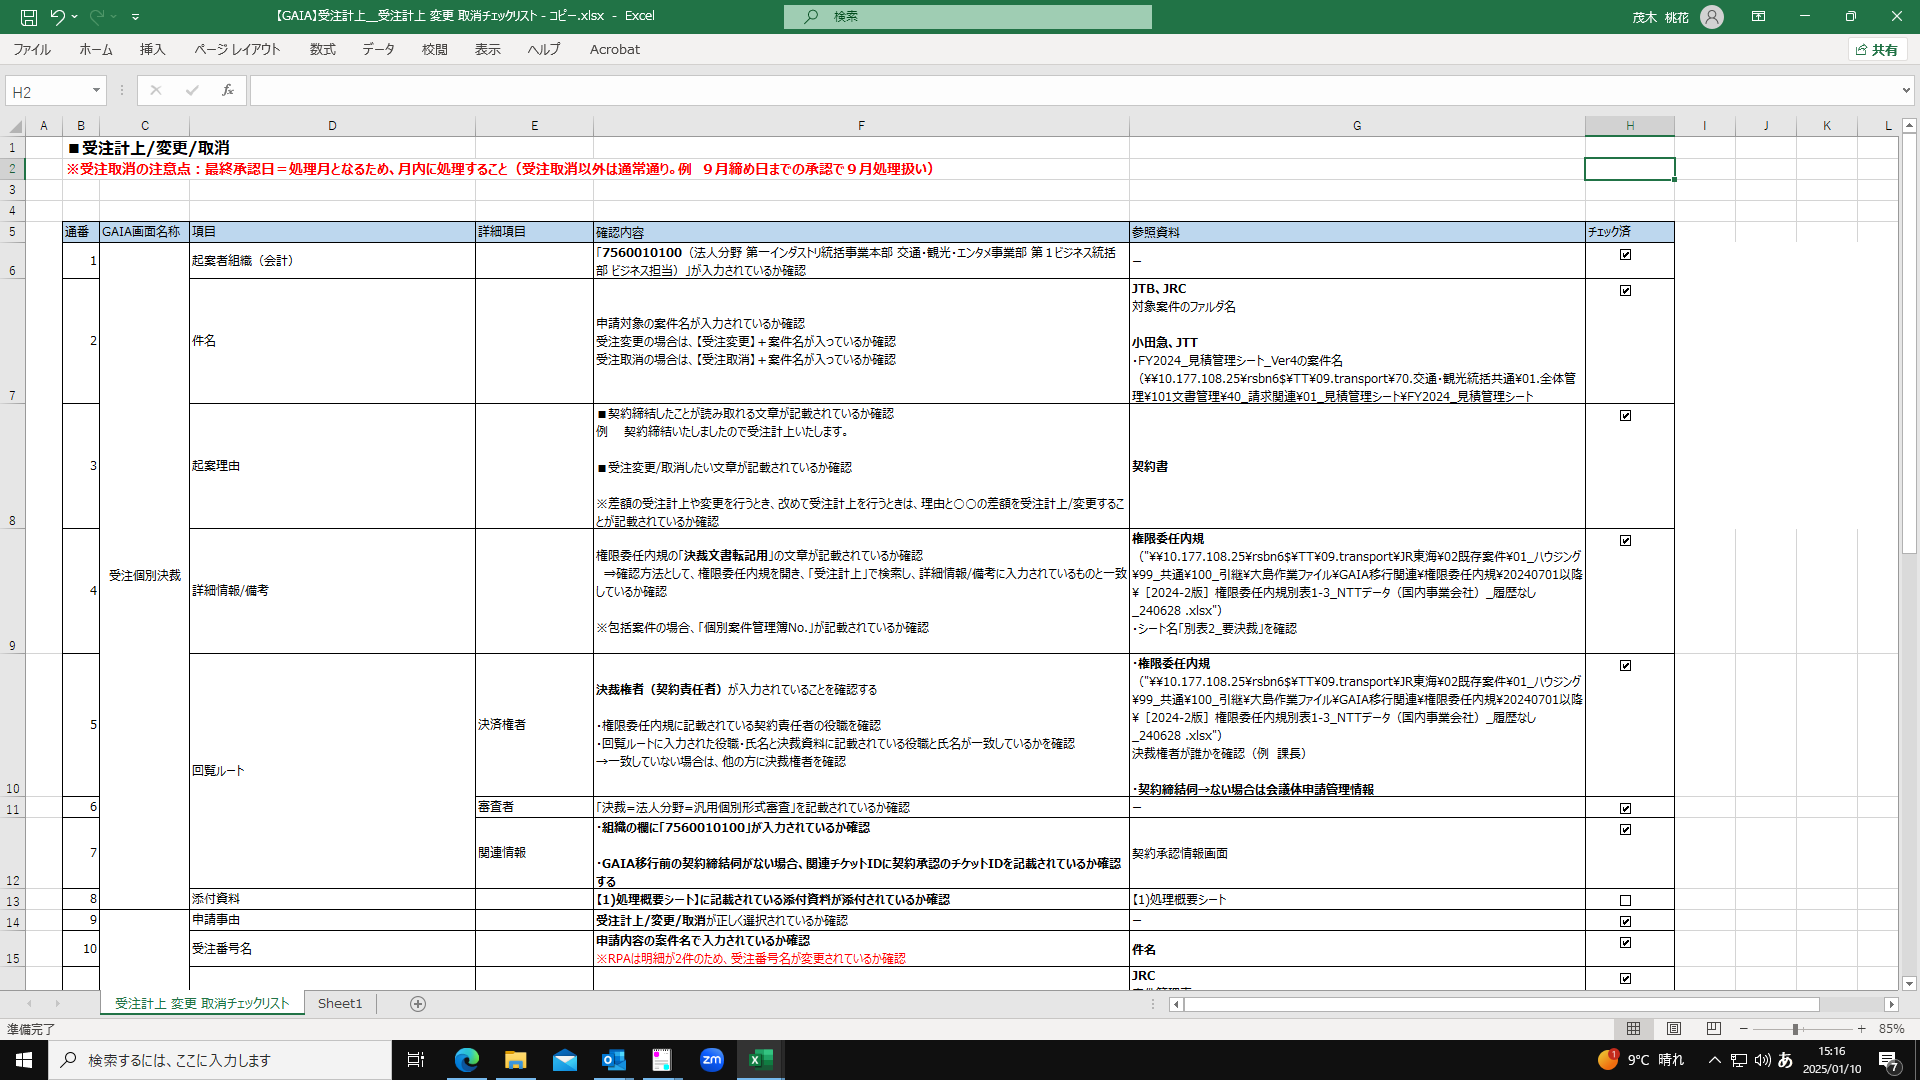 【GAIA】受注計上__受注計上 変更 取消チェックリスト - コピー.xlsx - Excel
検索
茂木 桃花
ファイル ホーム 挿入 ページ レイアウト 数式 データ 校閲 表示 ヘルプ Acrobat
共有
H2
fx
A B C D E F G H I J K L
1 ■受注計上/変更/取消
2 ※受注取消の注意点：最終承認日＝処理月となるため、月内に処理すること（受注取消以外は通常通り。例　９月締め日までの承認で９月処理扱い）
3
4
5 通番 GAIA画面名称 項目 詳細項目 確認内容 参照資料 チェック済
6
1 起案者組織（会計）
「7560010100（法人分野 第一インダストリ統括事業本部 交通・観光・エンタメ事業部 第１ビジネス統括
部 ビジネス担当）」が入力されているか確認
－
7
2 件名
申請対象の案件名が入力されているか確認
受注変更の場合は、【受注変更】＋案件名が入っているか確認
受注取消の場合は、【受注取消】＋案件名が入っているか確認
JTB、JRC
対象案件のファルダ名
小田急、JTT
・FY2024_見積管理シート_Ver4の案件名
（¥¥10.177.108.25¥rsbn6$¥TT¥09.transport¥70.交通・観光統括共通¥01.全体管
理¥101文書管理¥40_請求関連¥01_見積管理シート¥FY2024_見積管理シート
8
3 起案理由
■契約締結したことが読み取れる文章が記載されているか確認
例　契約締結いたしましたので受注計上いたします。
■受注変更/取消したい文章が記載されているか確認
※差額の受注計上や変更を行うとき、改めて受注計上を行うときは、理由と○○の差額を受注計上/変更するこ
とが記載されているか確認
契約書
9
受注個別決裁
4 詳細情報/備考
権限委任内規の「決裁文書転記用」の文章が記載されているか確認
⇒確認方法として、権限委任内規を開き、「受注計上」で検索し、詳細情報/備考に入力されているものと一致
しているか確認
※包括案件の場合、「個別案件管理簿No.」が記載されているか確認
権限委任内規
（"¥¥10.177.108.25¥rsbn6$¥TT¥09.transport¥JR東海¥02既存案件¥01_ハウジング
¥99_共通¥100_引継¥大島作業ファイル¥GAIA移行関連¥権限委任内規¥20240701以降
¥［2024-2版］権限委任内規別表1-3_NTTデータ（国内事業会社）_履歴なし
_240628 .xlsx"）
・シート名「別表2_要決裁」を確認
10
5 回覧ルート 決済権者
決裁権者（契約責任者）が入力されていることを確認する
・権限委任内規に記載されている契約責任者の役職を確認
・回覧ルートに入力された役職・氏名と決裁資料に記載されている役職と氏名が一致しているかを確認
→一致していない場合は、他の方に決裁権者を確認
・権限委任内規
（"¥¥10.177.108.25¥rsbn6$¥TT¥09.transport¥JR東海¥02既存案件¥01_ハウジング
¥99_共通¥100_引継¥大島作業ファイル¥GAIA移行関連¥権限委任内規¥20240701以降
¥［2024-2版］権限委任内規別表1-3_NTTデータ（国内事業会社）_履歴なし
_240628 .xlsx"）
決裁権者が誰かを確認（例　課長）
・契約締結伺→ない場合は会議体申請管理情報
11
6 審査者 「決裁=法人分野=汎用個別形式審査」を記載されているか確認 －
12
7 関連情報
・組織の欄に「7560010100」が入力されているか確認
・GAIA移行前の契約締結伺がない場合、関連チケットIDに契約承認のチケットIDを記載されているか確認
する
契約承認情報画面
13 8 添付資料 【1)処理概要シート】に記載されている添付資料が添付されているか確認 【1)処理概要シート
14 9 申請事由 受注計上/変更/取消が正しく選択されているか確認 －
15
10 受注番号名
申請内容の案件名で入力されているか確認
※RPAは明細が2件のため、受注番号名が変更されているか確認
件名
JRC
受注計上 変更 取消チェックリスト Sheet1
準備完了
85%
検索するには、ここに入力します
zm
1
9°C 晴れ
あ
15:16
2025/01/10
7